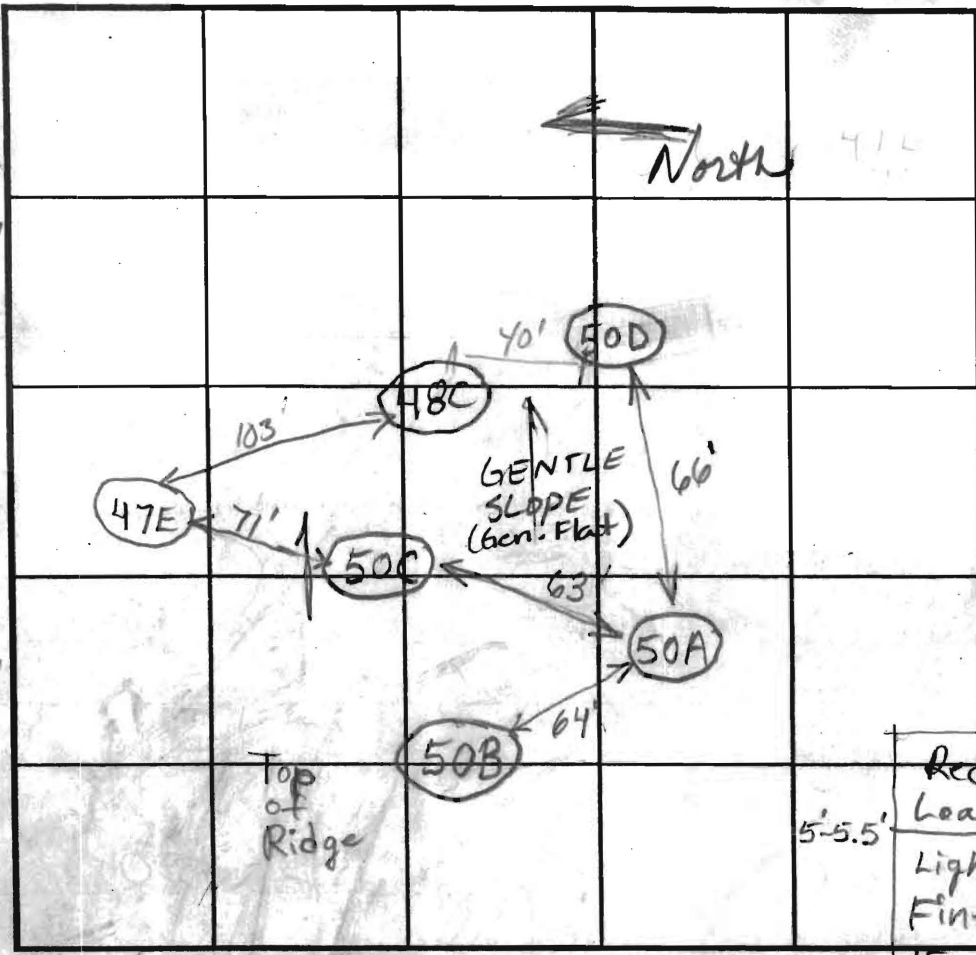 North
40'
50D
48C
103'
GENTLE
SLOPE
(Gen. Flat)
66'
47E
71'
50C
63'
50A
64'
50B
Top
of
Ridge
5'-5.5'